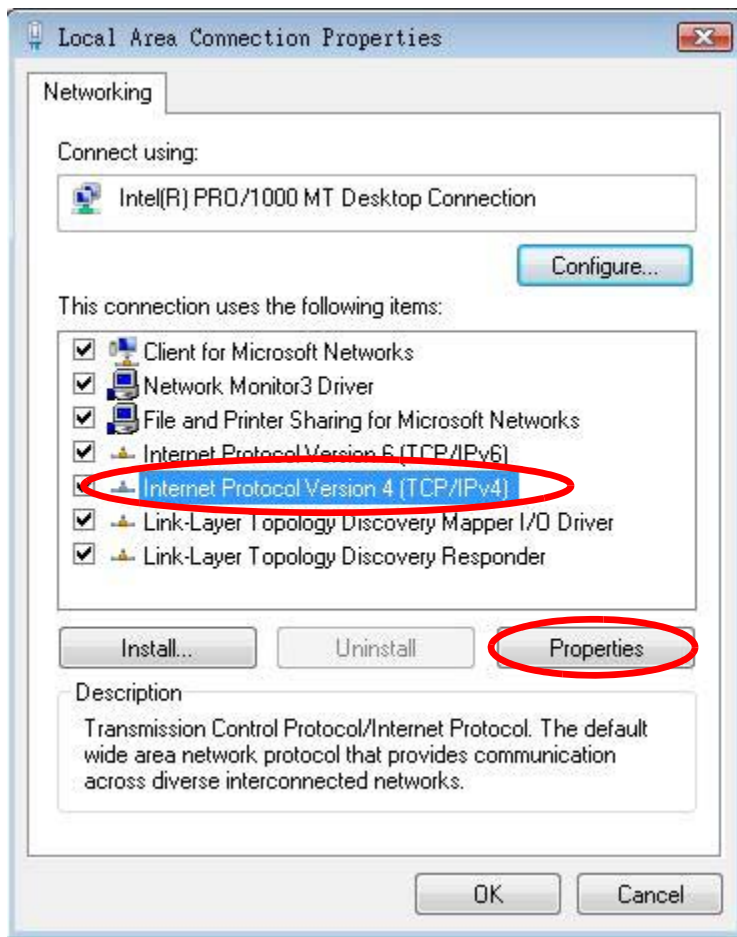 Local Area Connection Properties
Networking
Connect using:
Intel(R) PRO/1000 MT Desktop Connection
Configure...
This connection uses the following items:
Client for Microsoft Networks
Network Monitor3 Driver
File and Printer Sharing for Microsoft Networks
Internet Protocol Version 6 (TCP/IPv6)
Internet Protocol Version 4 (TCP/IPv4)
Link-Layer Topology Discovery Mapper I/O Driver
Link-Layer Topology Discovery Responder
Install... Uninstall Properties
Description
Transmission Control Protocol/Internet Protocol. The default
wide area network protocol that provides communication
across diverse interconnected networks.
OK Cancel